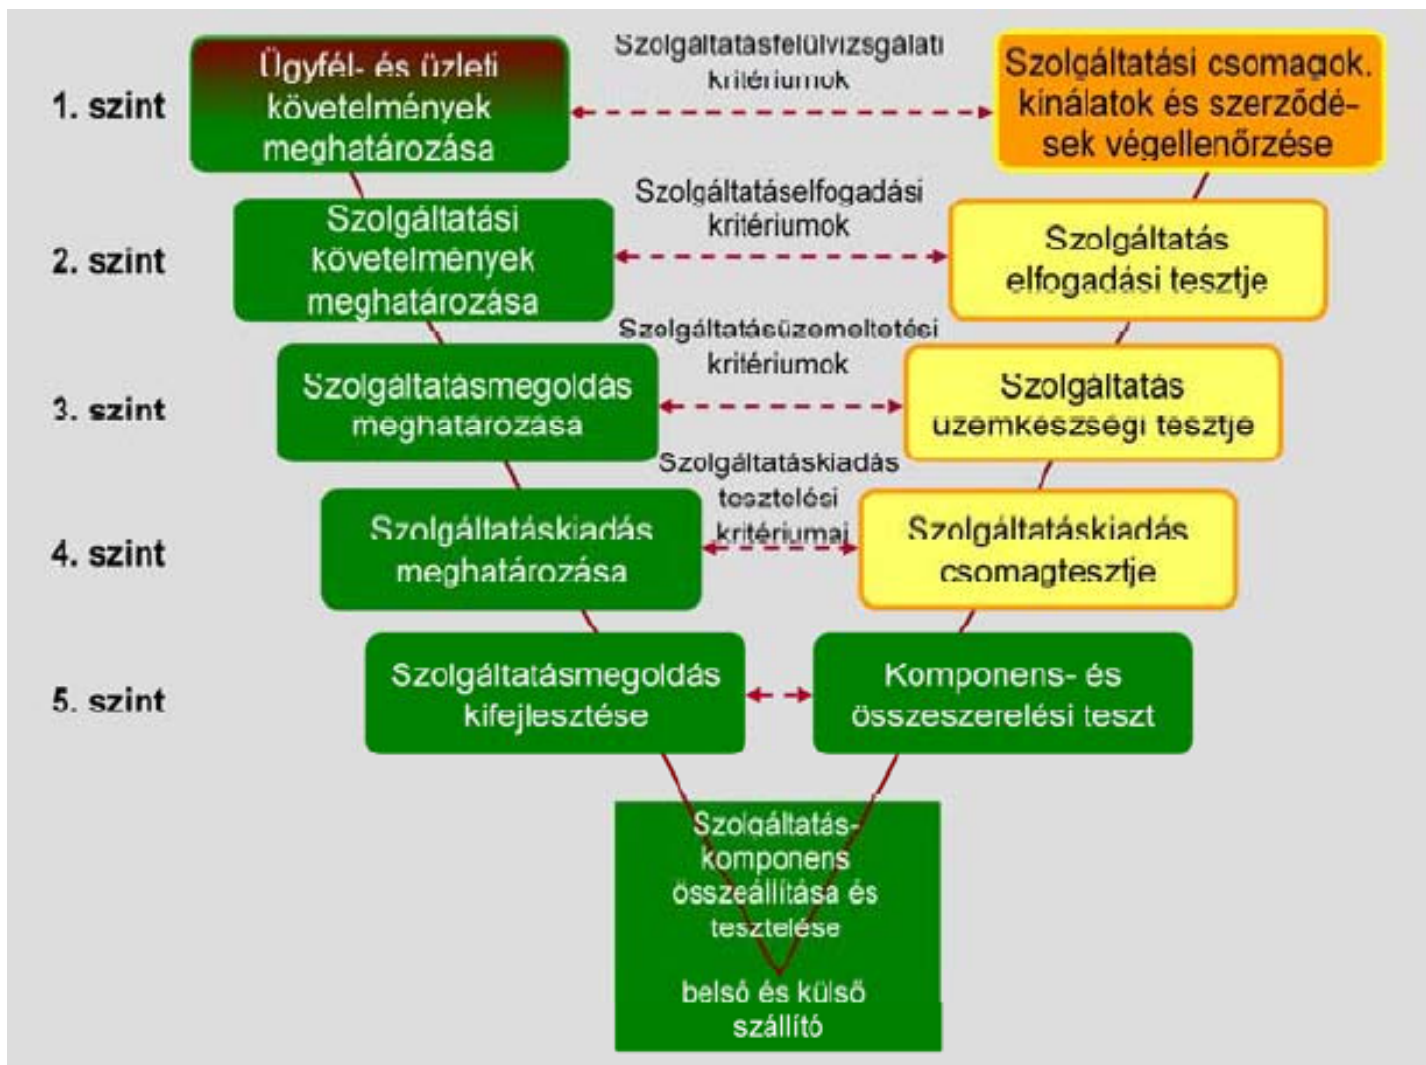 1. szint
Ügyfél- és üzleti
követelmények
meghatározása
Szolgáltatásfelülvizsgálati
kritériumok
Szolgáltatási csomagok.
kinálatok és szerződé-
sek végellenőrzése
2. szint
Szolgáltatási
követelmények
meghatározása
Szolgáltatáselfogadási
kritériumok
Szolgáltatás
elfogadási tesztje
3. szint
Szolgáltatásmegoldás
meghatározása
Szolgáltatásüzemeltetési
kritériumok
Szolgáltatás
üzemkészségi tesztje
4. szint
Szolgáltatáskiadás
meghatározása
Szolgáltatáskiadás
tesztelési
kritériumai
Szolgáltatáskiadás
csomagtesztje
5. szint
Szolgáltatásmegoldás
kifejlesztése
Komponens- és
összeszerelési teszt
Szolgáltatás-
komponens
összeállítása és
tesztelése
belső és külső
szállító